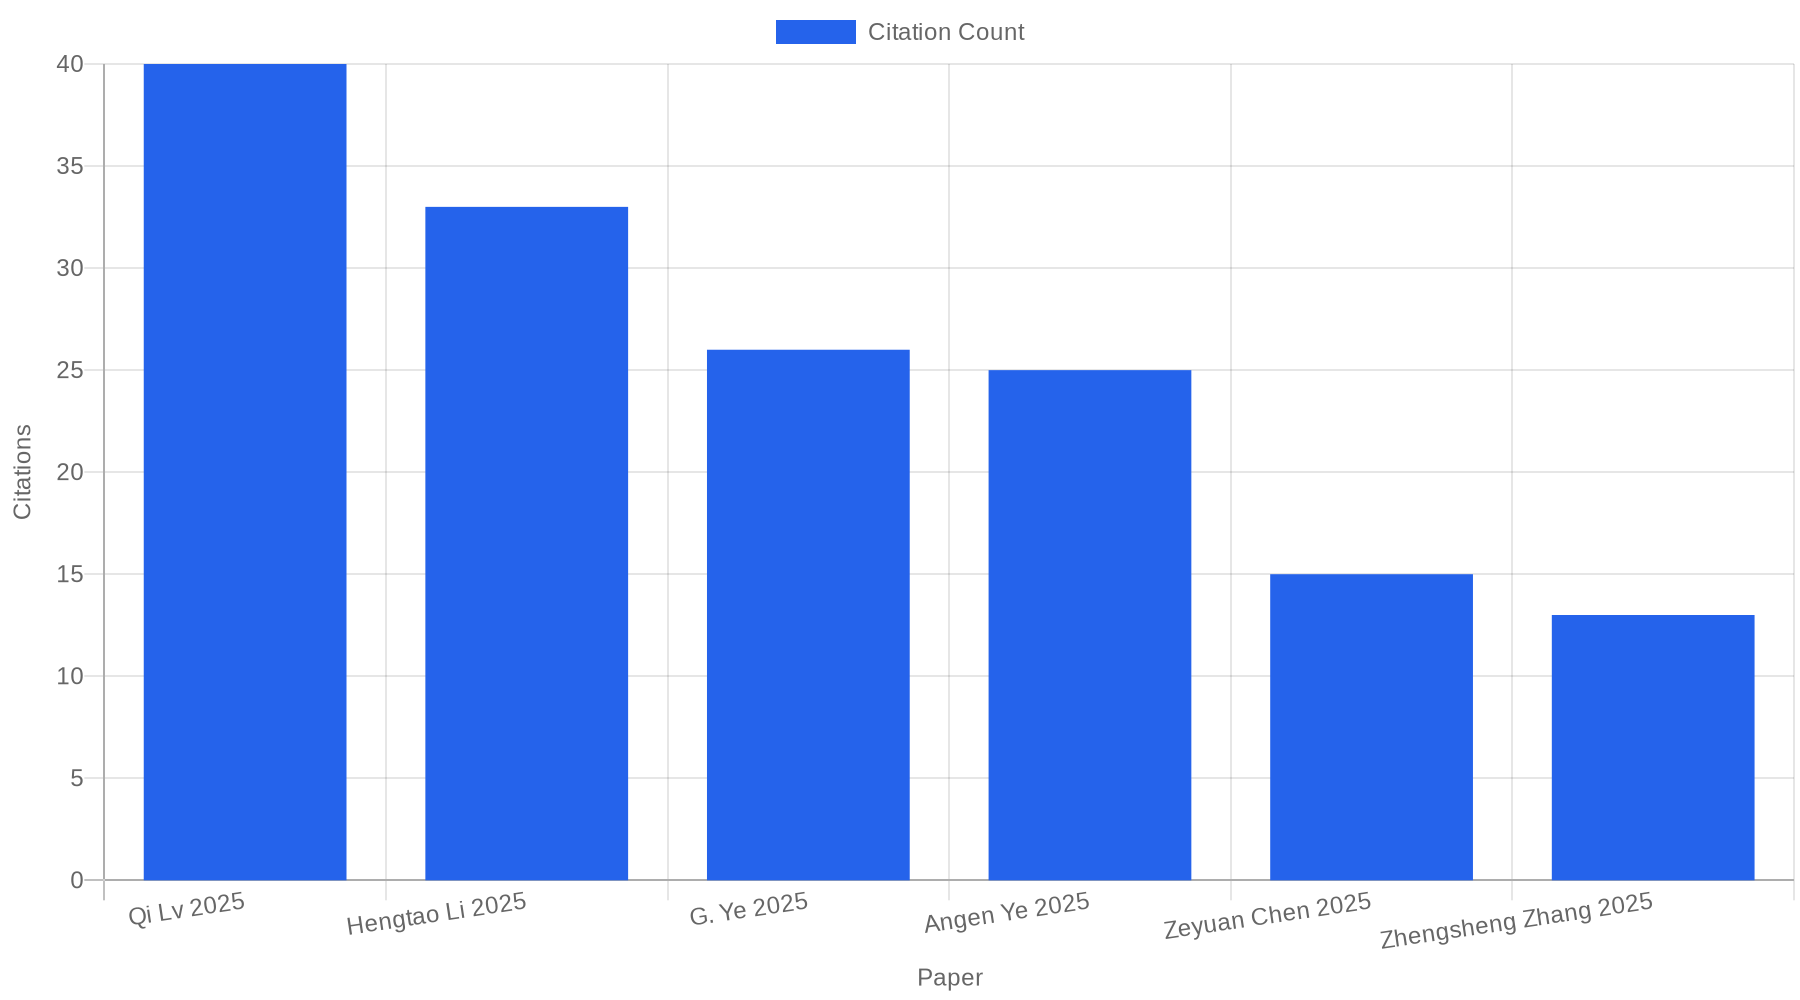 Citation Count
Citations
40
35
30
25
20
15
10
5
0
Qi Lv 2025
Hengtao Li 2025
G. Ye 2025
Angen Ye 2025
Zeyuan Chen 2025
Zhengsheng Zhang 2025
Paper